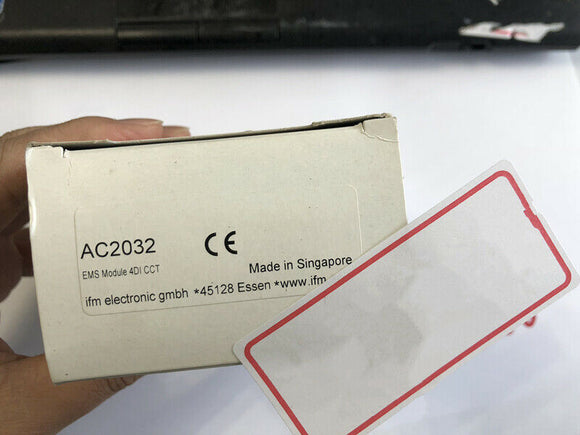 AC2032 CE
EMS Module 4DI CCT
Made in Singapore
ifm electronic gmbh *45128 Essen *www.ifm